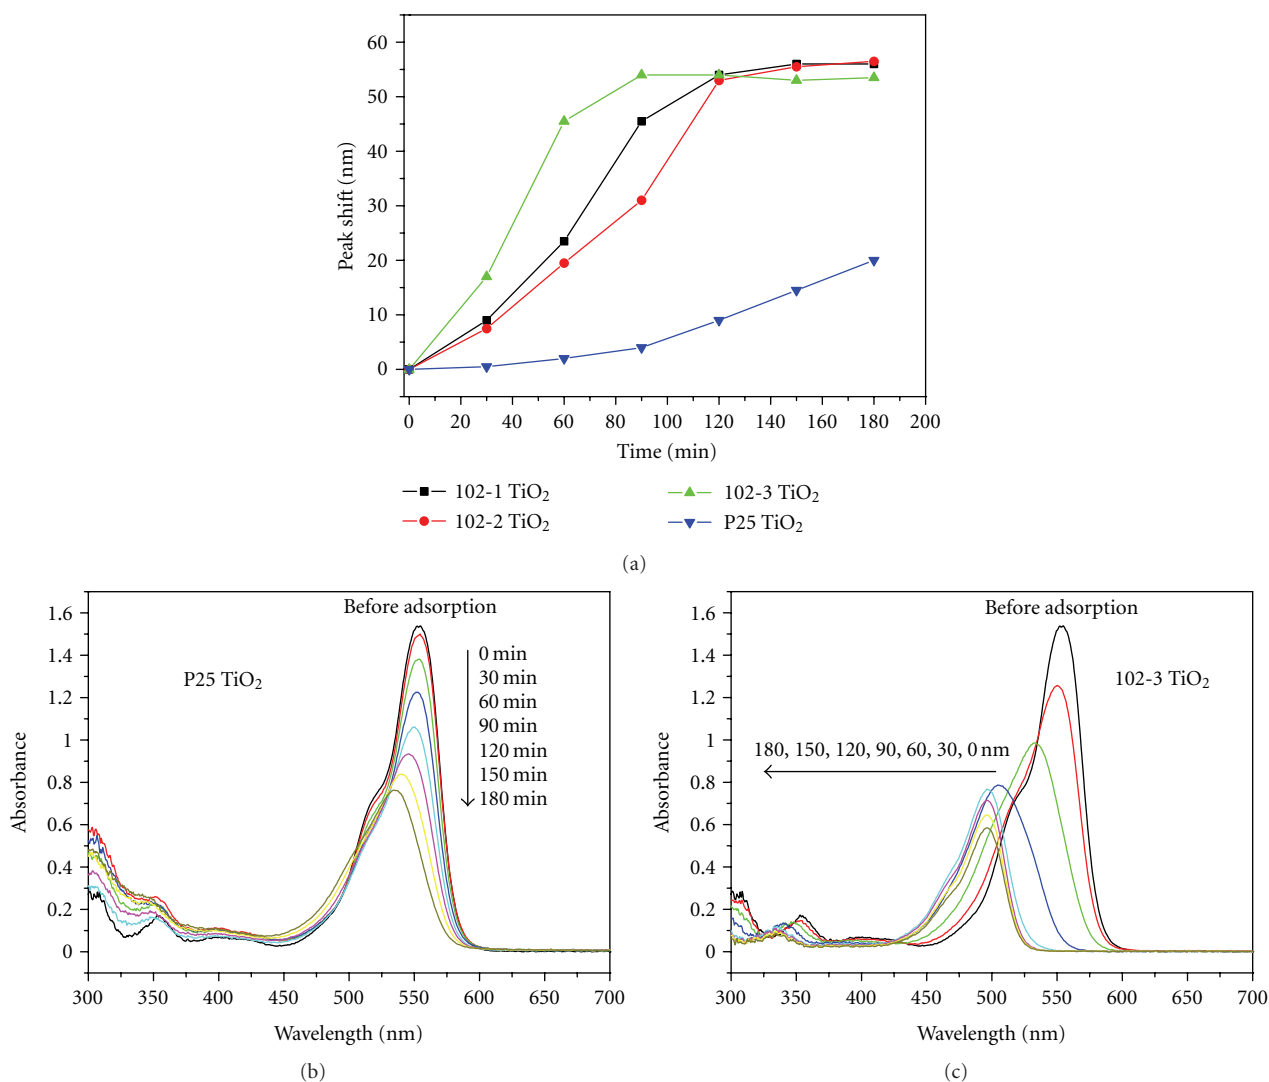 60
50
40
30
20
10
0
Peak shift (nm)
0 20 40 60 80 100 120 140 160 180 200
Time (min)
102-1 TiO2 102-3 TiO2
102-2 TiO2 P25 TiO2
(a)
Before adsorption
P25 TiO2
0 min
30 min
60 min
90 min
120 min
150 min
180 min
1.6
1.4
1.2
1
0.8
0.6
0.4
0.2
0
Absorbance
300 350 400 450 500 550 600 650 700
Wavelength (nm)
(b)
Before adsorption
102-3 TiO2
180, 150, 120, 90, 60, 30, 0 nm
1.6
1.4
1.2
1
0.8
0.6
0.4
0.2
0
Absorbance
300 350 400 450 500 550 600 650 700
Wavelength (nm)
(c)